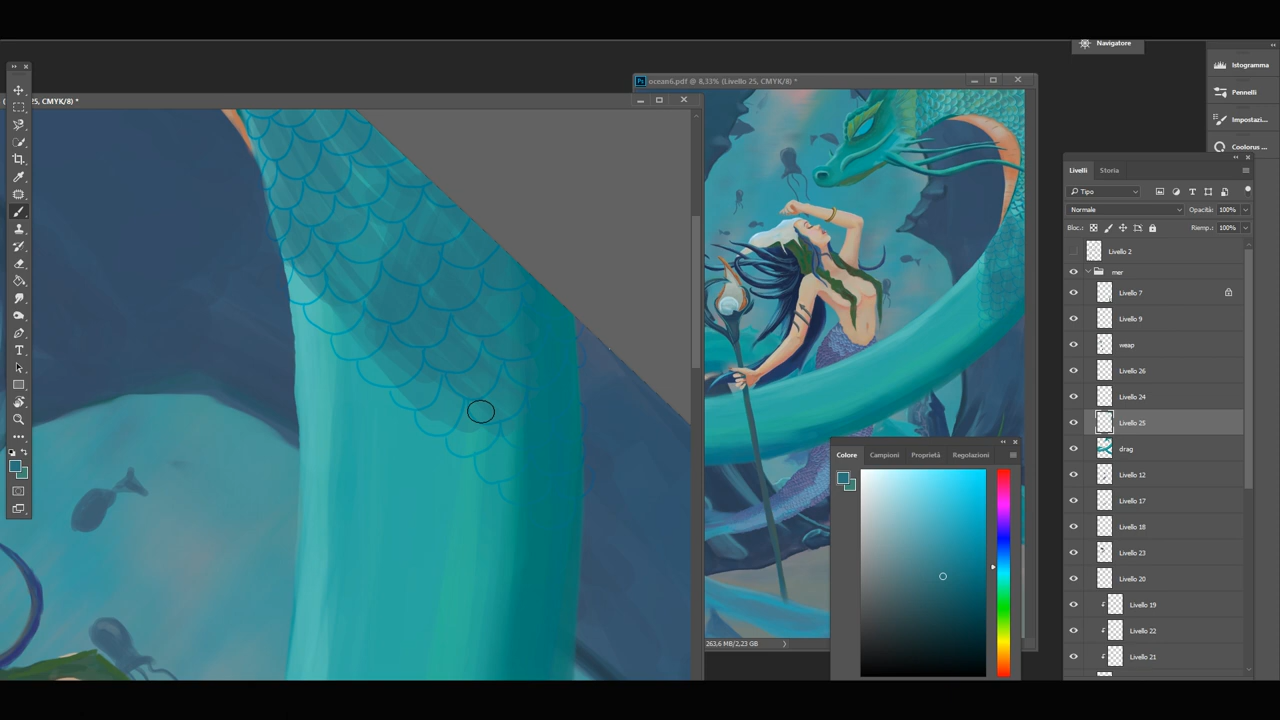 Navigatore
Istogramma
Pennelli
Impostazi...
Coolorus ...
25, CMYK/8) *
ocean6.pdf @ 8,33% (Livello 25, CMYK/8) *
263,6 MB/2,23 GB
Colore
Campioni
Proprietà
Regolazioni
Livelli
Storia
Tipo
Normale
Opacità: 100%
Bloc.:
Riemp.: 100%
Livello 2
mer
Livello 7
Livello 9
weap
Livello 26
Livello 24
Livello 25
drag
Livello 12
Livello 17
Livello 18
Livello 23
Livello 20
Livello 19
Livello 22
Livello 21